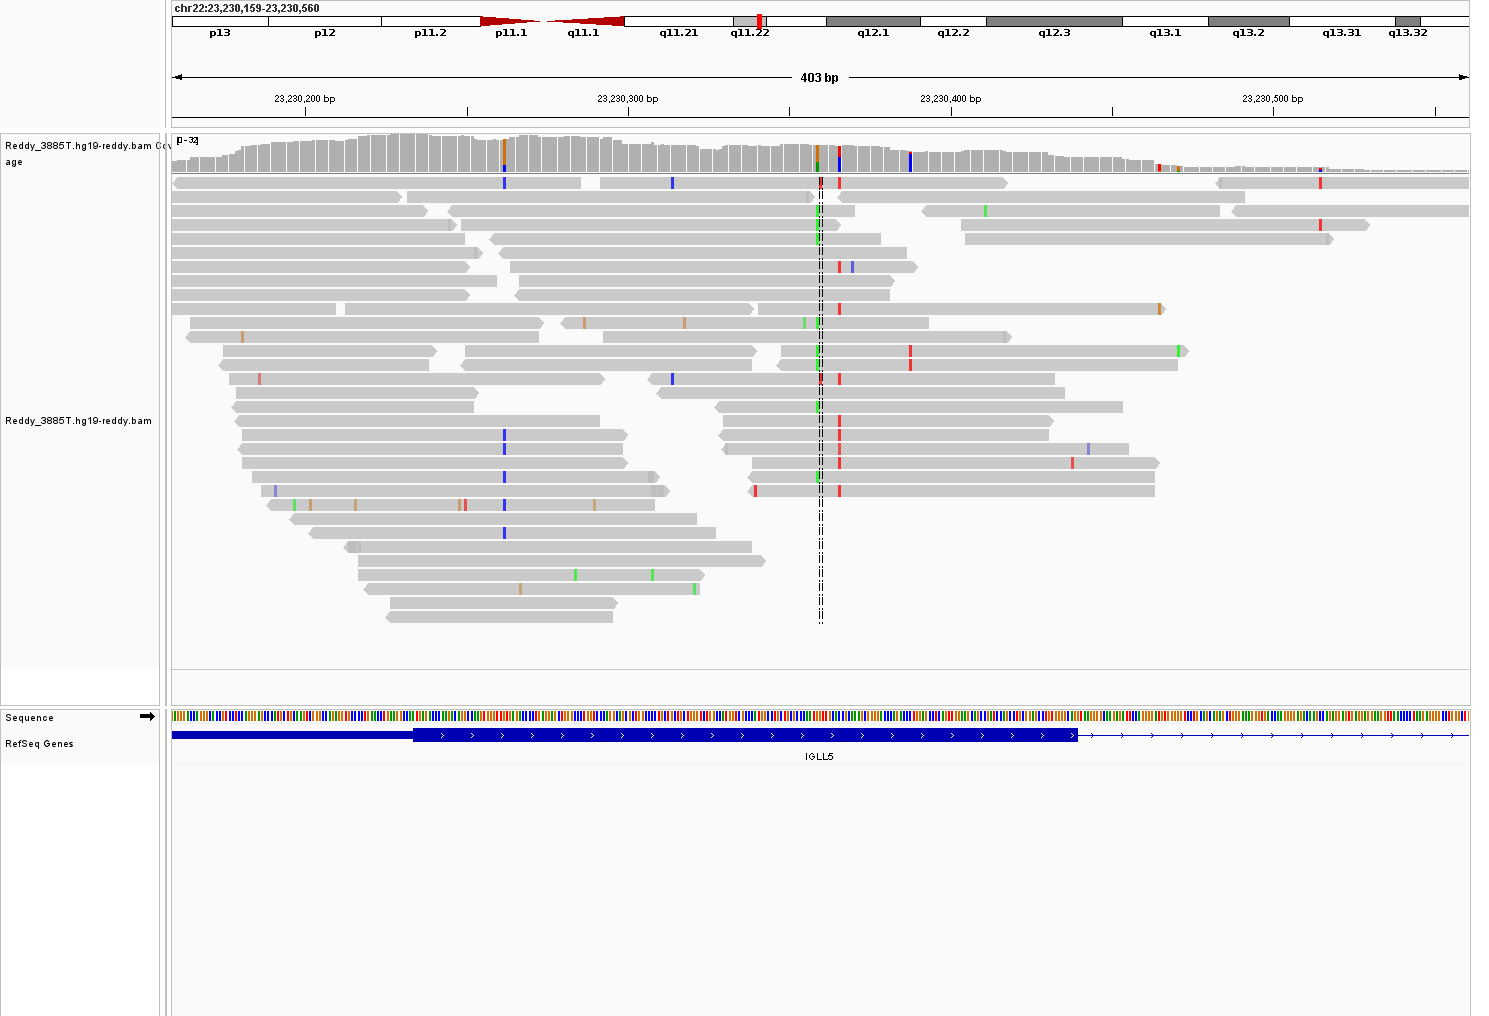 chr22:23,230,159-23,230,560
p13 p12 p11.2 p11.1 q11.1 q11.21 q11.22 q12.1 q12.2 q12.3 q13.1 q13.2 q13.31 q13.32
403 bp
23,230,200 bp 23,230,300 bp 23,230,400 bp 23,230,500 bp
[0-32]
Reddy_3885T.hg19-reddy.bam Cov
age
Reddy_3885T.hg19-reddy.bam
Sequence
RefSeq Genes
IGLL5